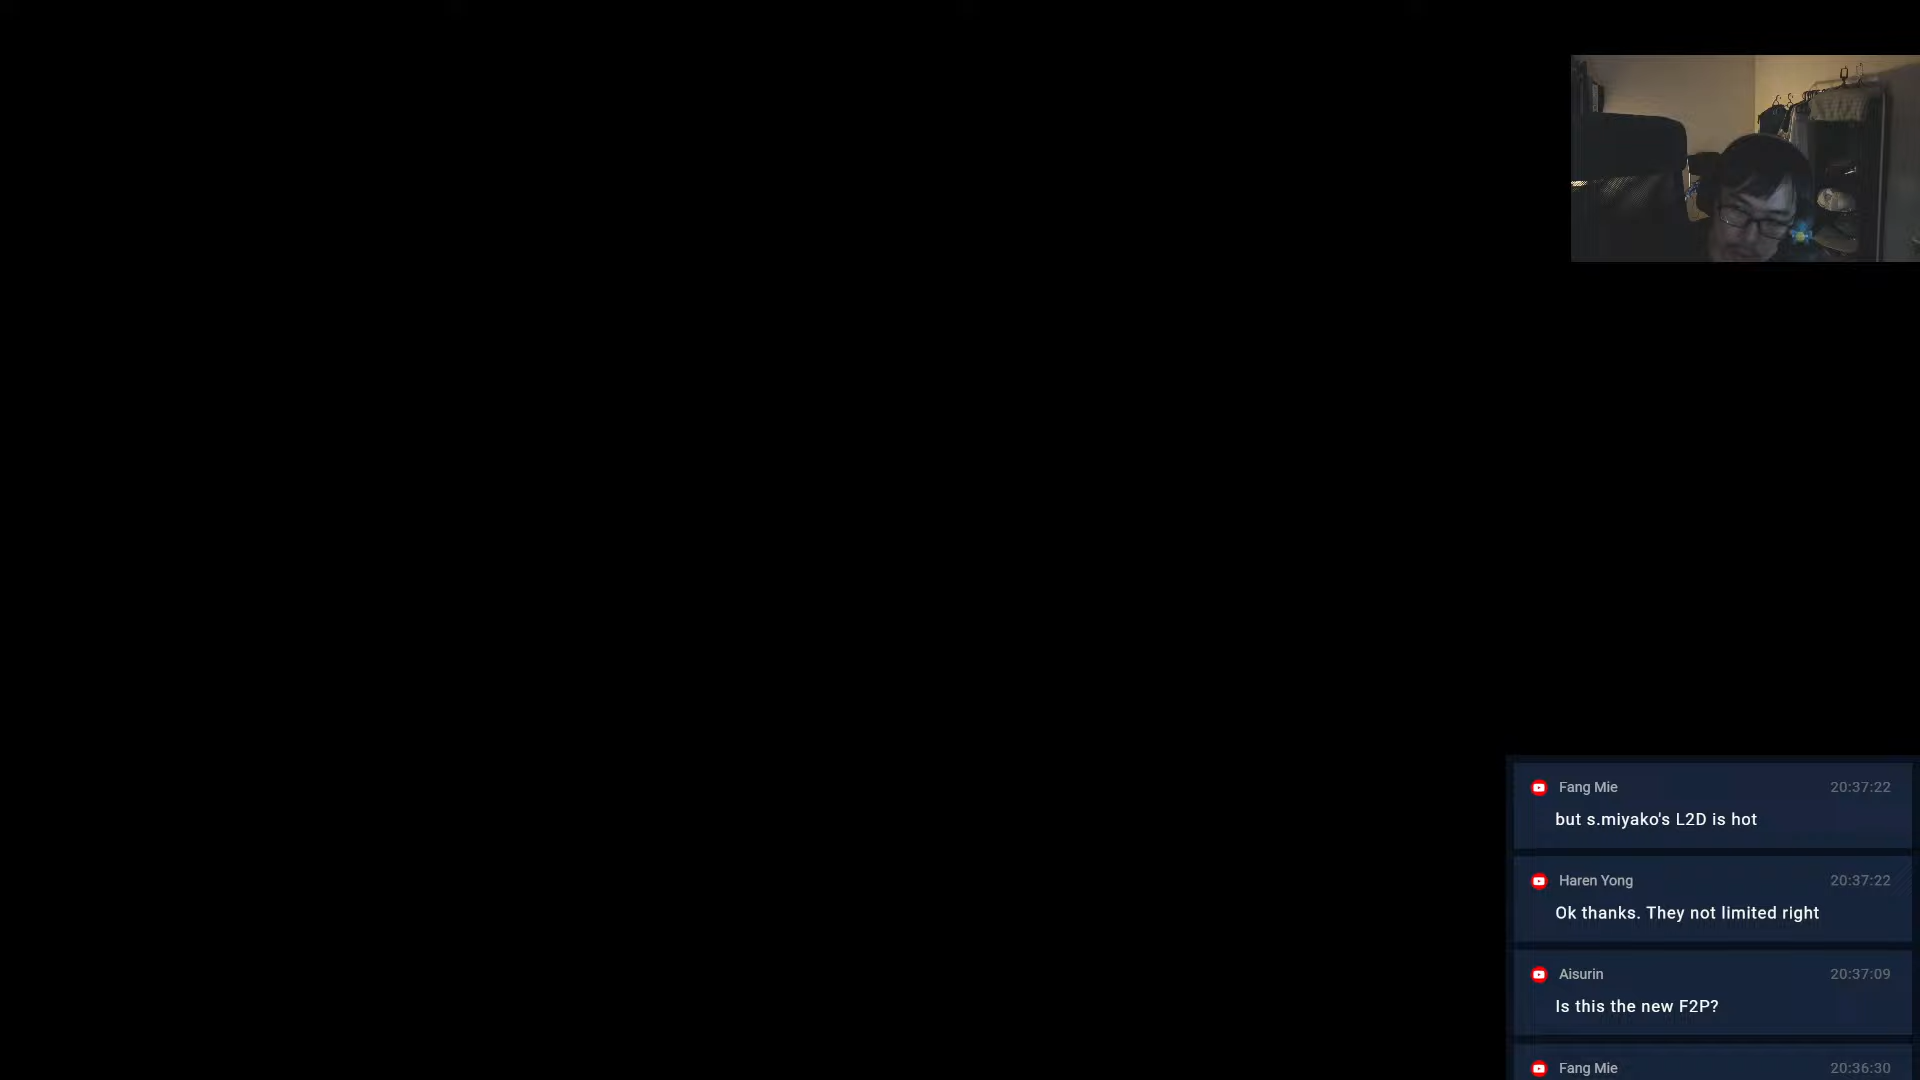 Fang Mie 20:37:22
but s.miyako's L2D is hot
Haren Yong 20:37:22
Ok thanks. They not limited right
Aisurin 20:37:09
Is this the new F2P?
Fang Mie 20:36:30